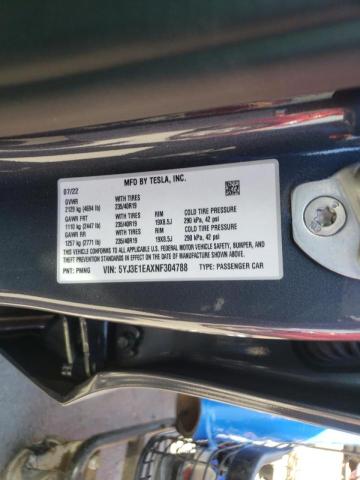 MFD BY TESLA, INC.
07/22
GVWR WITH TIRES RIM COLD TIRE PRESSURE
2129 kg (4694 lb) 235/40R19 19X8.5J 290 kPa, 42 psi
GAWR FRT WITH TIRES RIM COLD TIRE PRESSURE
1110 kg (2447 lb) 235/40R19 19X8.5J 290 kPa, 42 psi
GAWR RR
1257 kg (2771 lb)
THIS VEHICLE CONFORMS TO ALL APPLICABLE U.S. FEDERAL MOTOR VEHICLE SAFETY, BUMPER, AND
THEFT PREVENTION STANDARDS IN EFFECT ON THE DATE OF MANUFACTURE SHOWN ABOVE.
PNT: PMNG VIN: 5YJ3E1EAXNF304788 TYPE: PASSENGER CAR